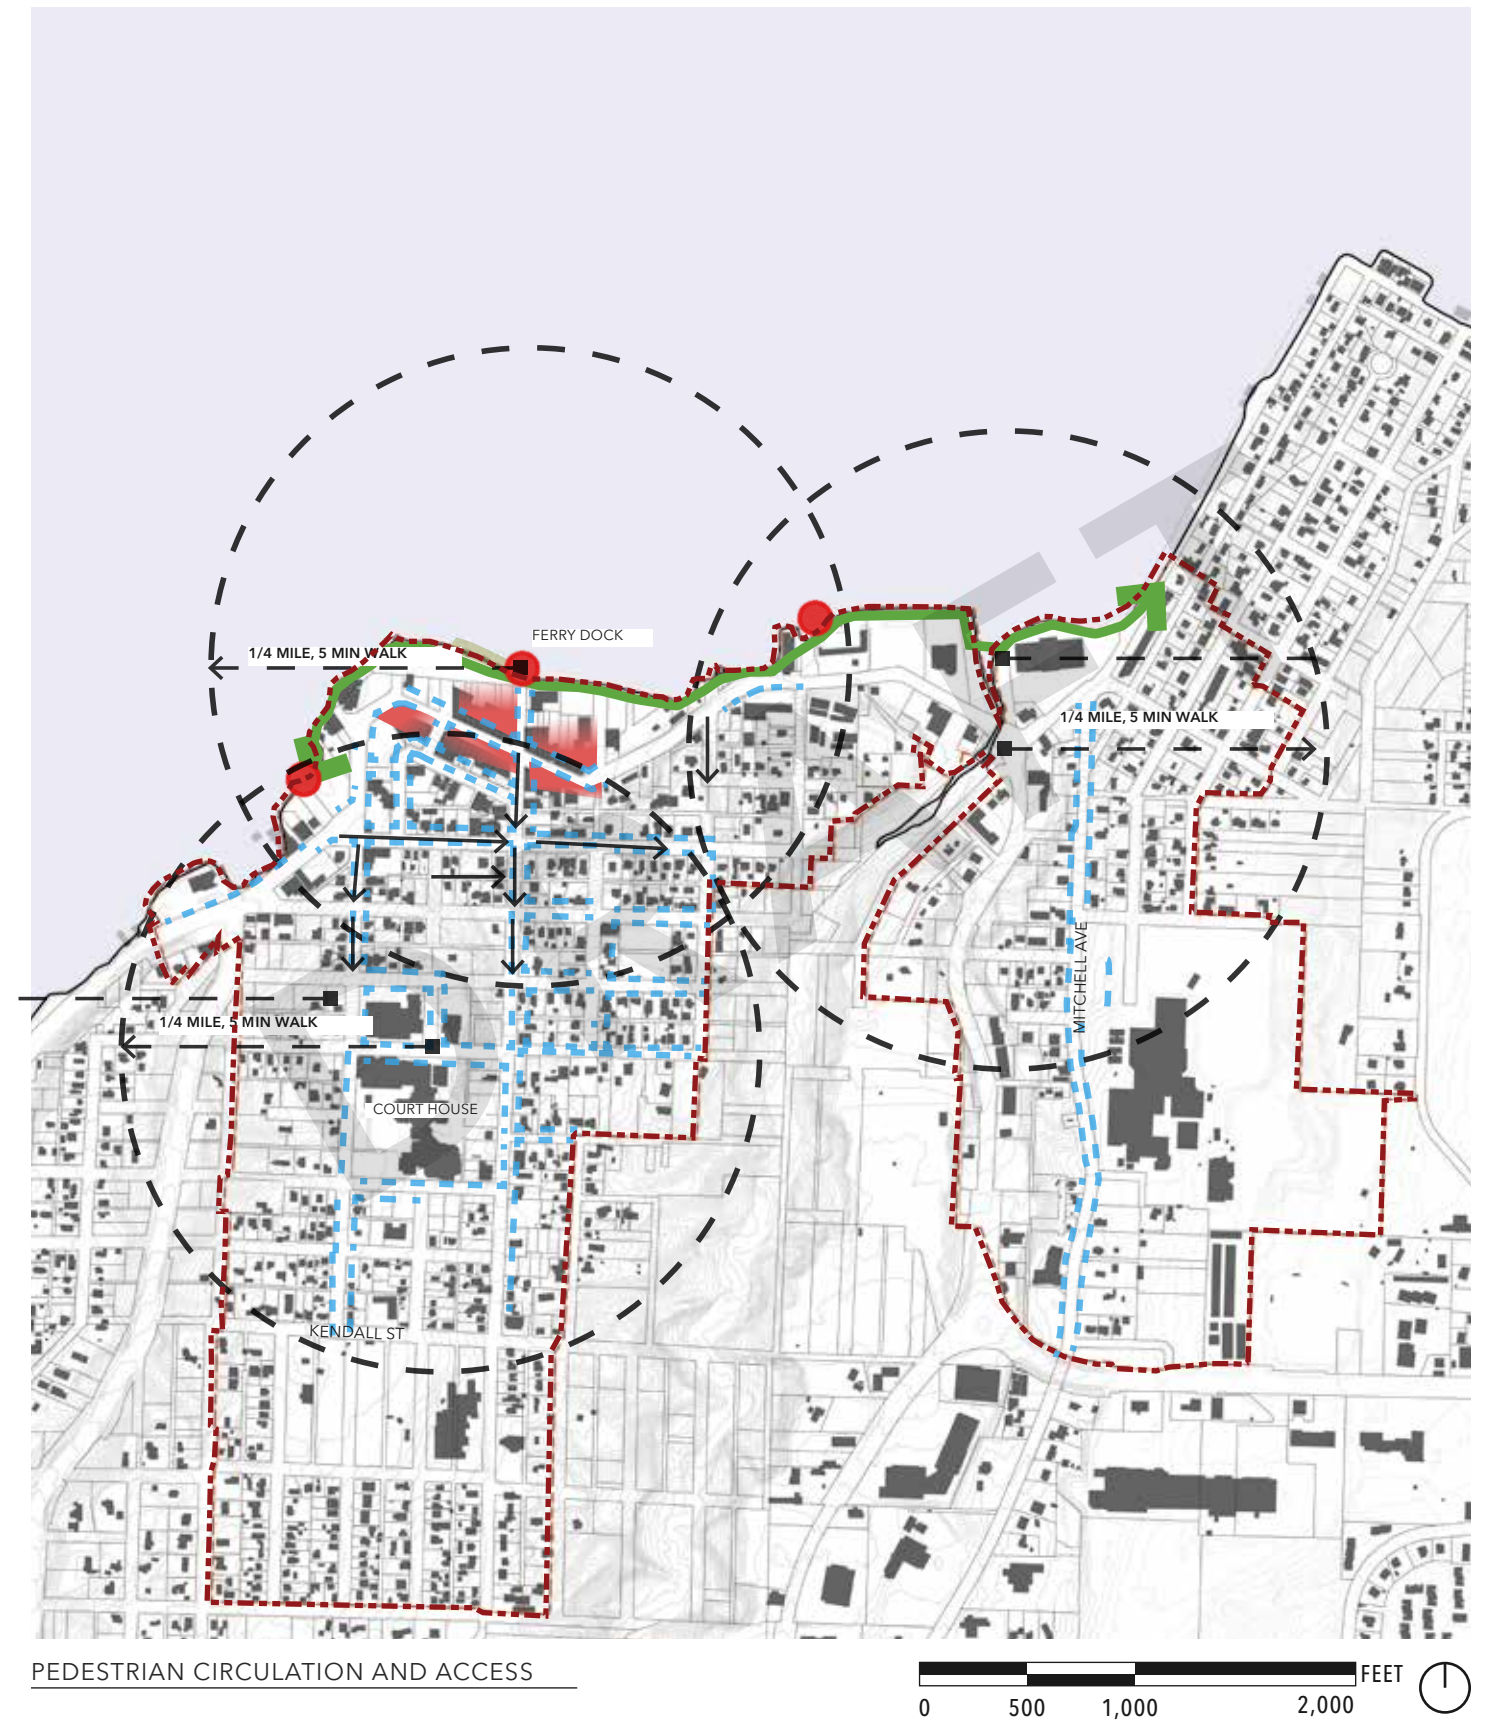 FERRY DOCK
1/4 MILE, 5 MIN WALK
1/4 MILE, 5 MIN WALK
MITCHELL AVE
1/4 MILE, 5 MIN WALK
COURT HOUSE
KENDALL ST
PEDESTRIAN CIRCULATION AND ACCESS
FEET
0 500 1,000 2,000